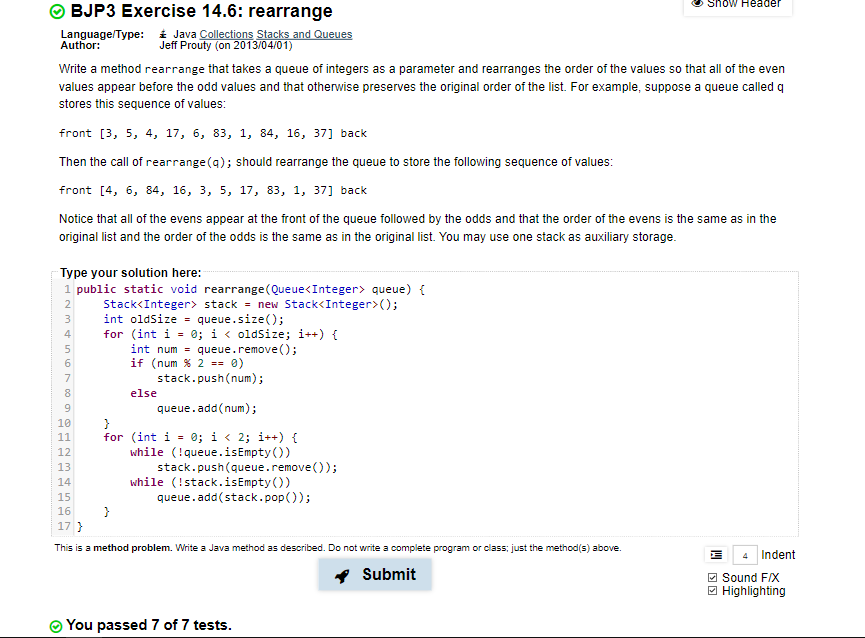 BJP3 Exercise 14.6: rearrange
Show Header
Language/Type: Java Collections Stacks and Queues
Author: Jeff Prouty (on 2013/04/01)
Write a method rearrange that takes a queue of integers as a parameter and rearranges the order of the values so that all of the even
values appear before the odd values and that otherwise preserves the original order of the list. For example, suppose a queue called q
stores this sequence of values:
front [3, 5, 4, 17, 6, 83, 1, 84, 16, 37] back
Then the call of rearrange(q); should rearrange the queue to store the following sequence of values:
front [4, 6, 84, 16, 3, 5, 17, 83, 1, 37] back
Notice that all of the evens appear at the front of the queue followed by the odds and that the order of the evens is the same as in the
original list and the order of the odds is the same as in the original list. You may use one stack as auxiliary storage.
Type your solution here:
1 public static void rearrange(Queue<Integer> queue) {
2     Stack<Integer> stack = new Stack<Integer>();
3     int oldSize = queue.size();
4     for (int i = 0; i < oldSize; i++) {
5         int num = queue.remove();
6         if (num % 2 == 0)
7             stack.push(num);
8         else
9             queue.add(num);
10     }
11     for (int i = 0; i < 2; i++) {
12         while (!queue.isEmpty())
13             stack.push(queue.remove());
14         while (!stack.isEmpty())
15             queue.add(stack.pop());
16     }
17 }
This is a method problem. Write a Java method as described. Do not write a complete program or class; just the method(s) above.
4 Indent
Submit
Sound F/X
Highlighting
You passed 7 of 7 tests.